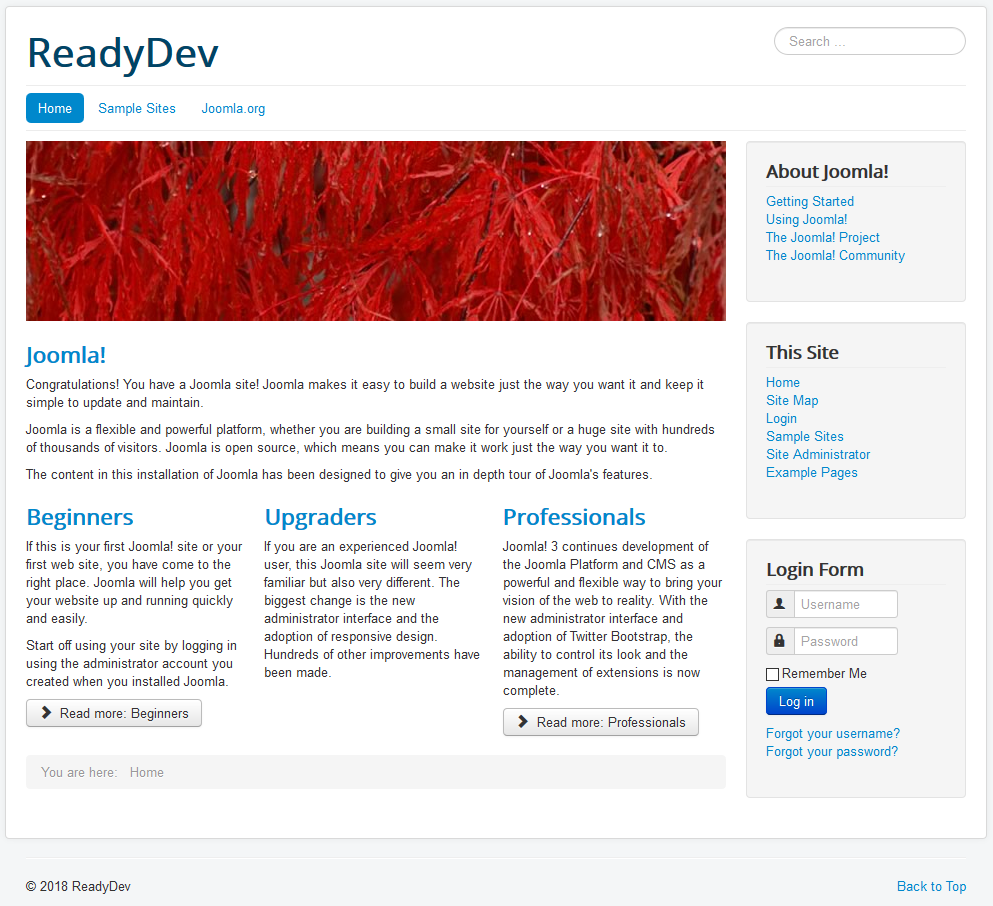 ReadyDev
Search ...
Home
Sample Sites
Joomla.org
Joomla!
Congratulations! You have a Joomla site! Joomla makes it easy to build a website just the way you want it and keep it
simple to update and maintain.
Joomla is a flexible and powerful platform, whether you are building a small site for yourself or a huge site with hundreds
of thousands of visitors. Joomla is open source, which means you can make it work just the way you want it to.
The content in this installation of Joomla has been designed to give you an in depth tour of Joomla's features.
Beginners
If this is your first Joomla! site or your
first web site, you have come to the
right place. Joomla will help you get
your website up and running quickly
and easily.
Start off using your site by logging in
using the administrator account you
created when you installed Joomla.
Read more: Beginners
Upgraders
If you are an experienced Joomla!
user, this Joomla site will seem very
familiar but also very different. The
biggest change is the new
administrator interface and the
adoption of responsive design.
Hundreds of other improvements have
been made.
Professionals
Joomla! 3 continues development of
the Joomla Platform and CMS as a
powerful and flexible way to bring your
vision of the web to reality. With the
new administrator interface and
adoption of Twitter Bootstrap, the
ability to control its look and the
management of extensions is now
complete.
Read more: Professionals
You are here: Home
About Joomla!
Getting Started
Using Joomla!
The Joomla! Project
The Joomla! Community
This Site
Home
Site Map
Login
Sample Sites
Site Administrator
Example Pages
Login Form
Username
Password
Remember Me
Log in
Forgot your username?
Forgot your password?
© 2018 ReadyDev
Back to Top